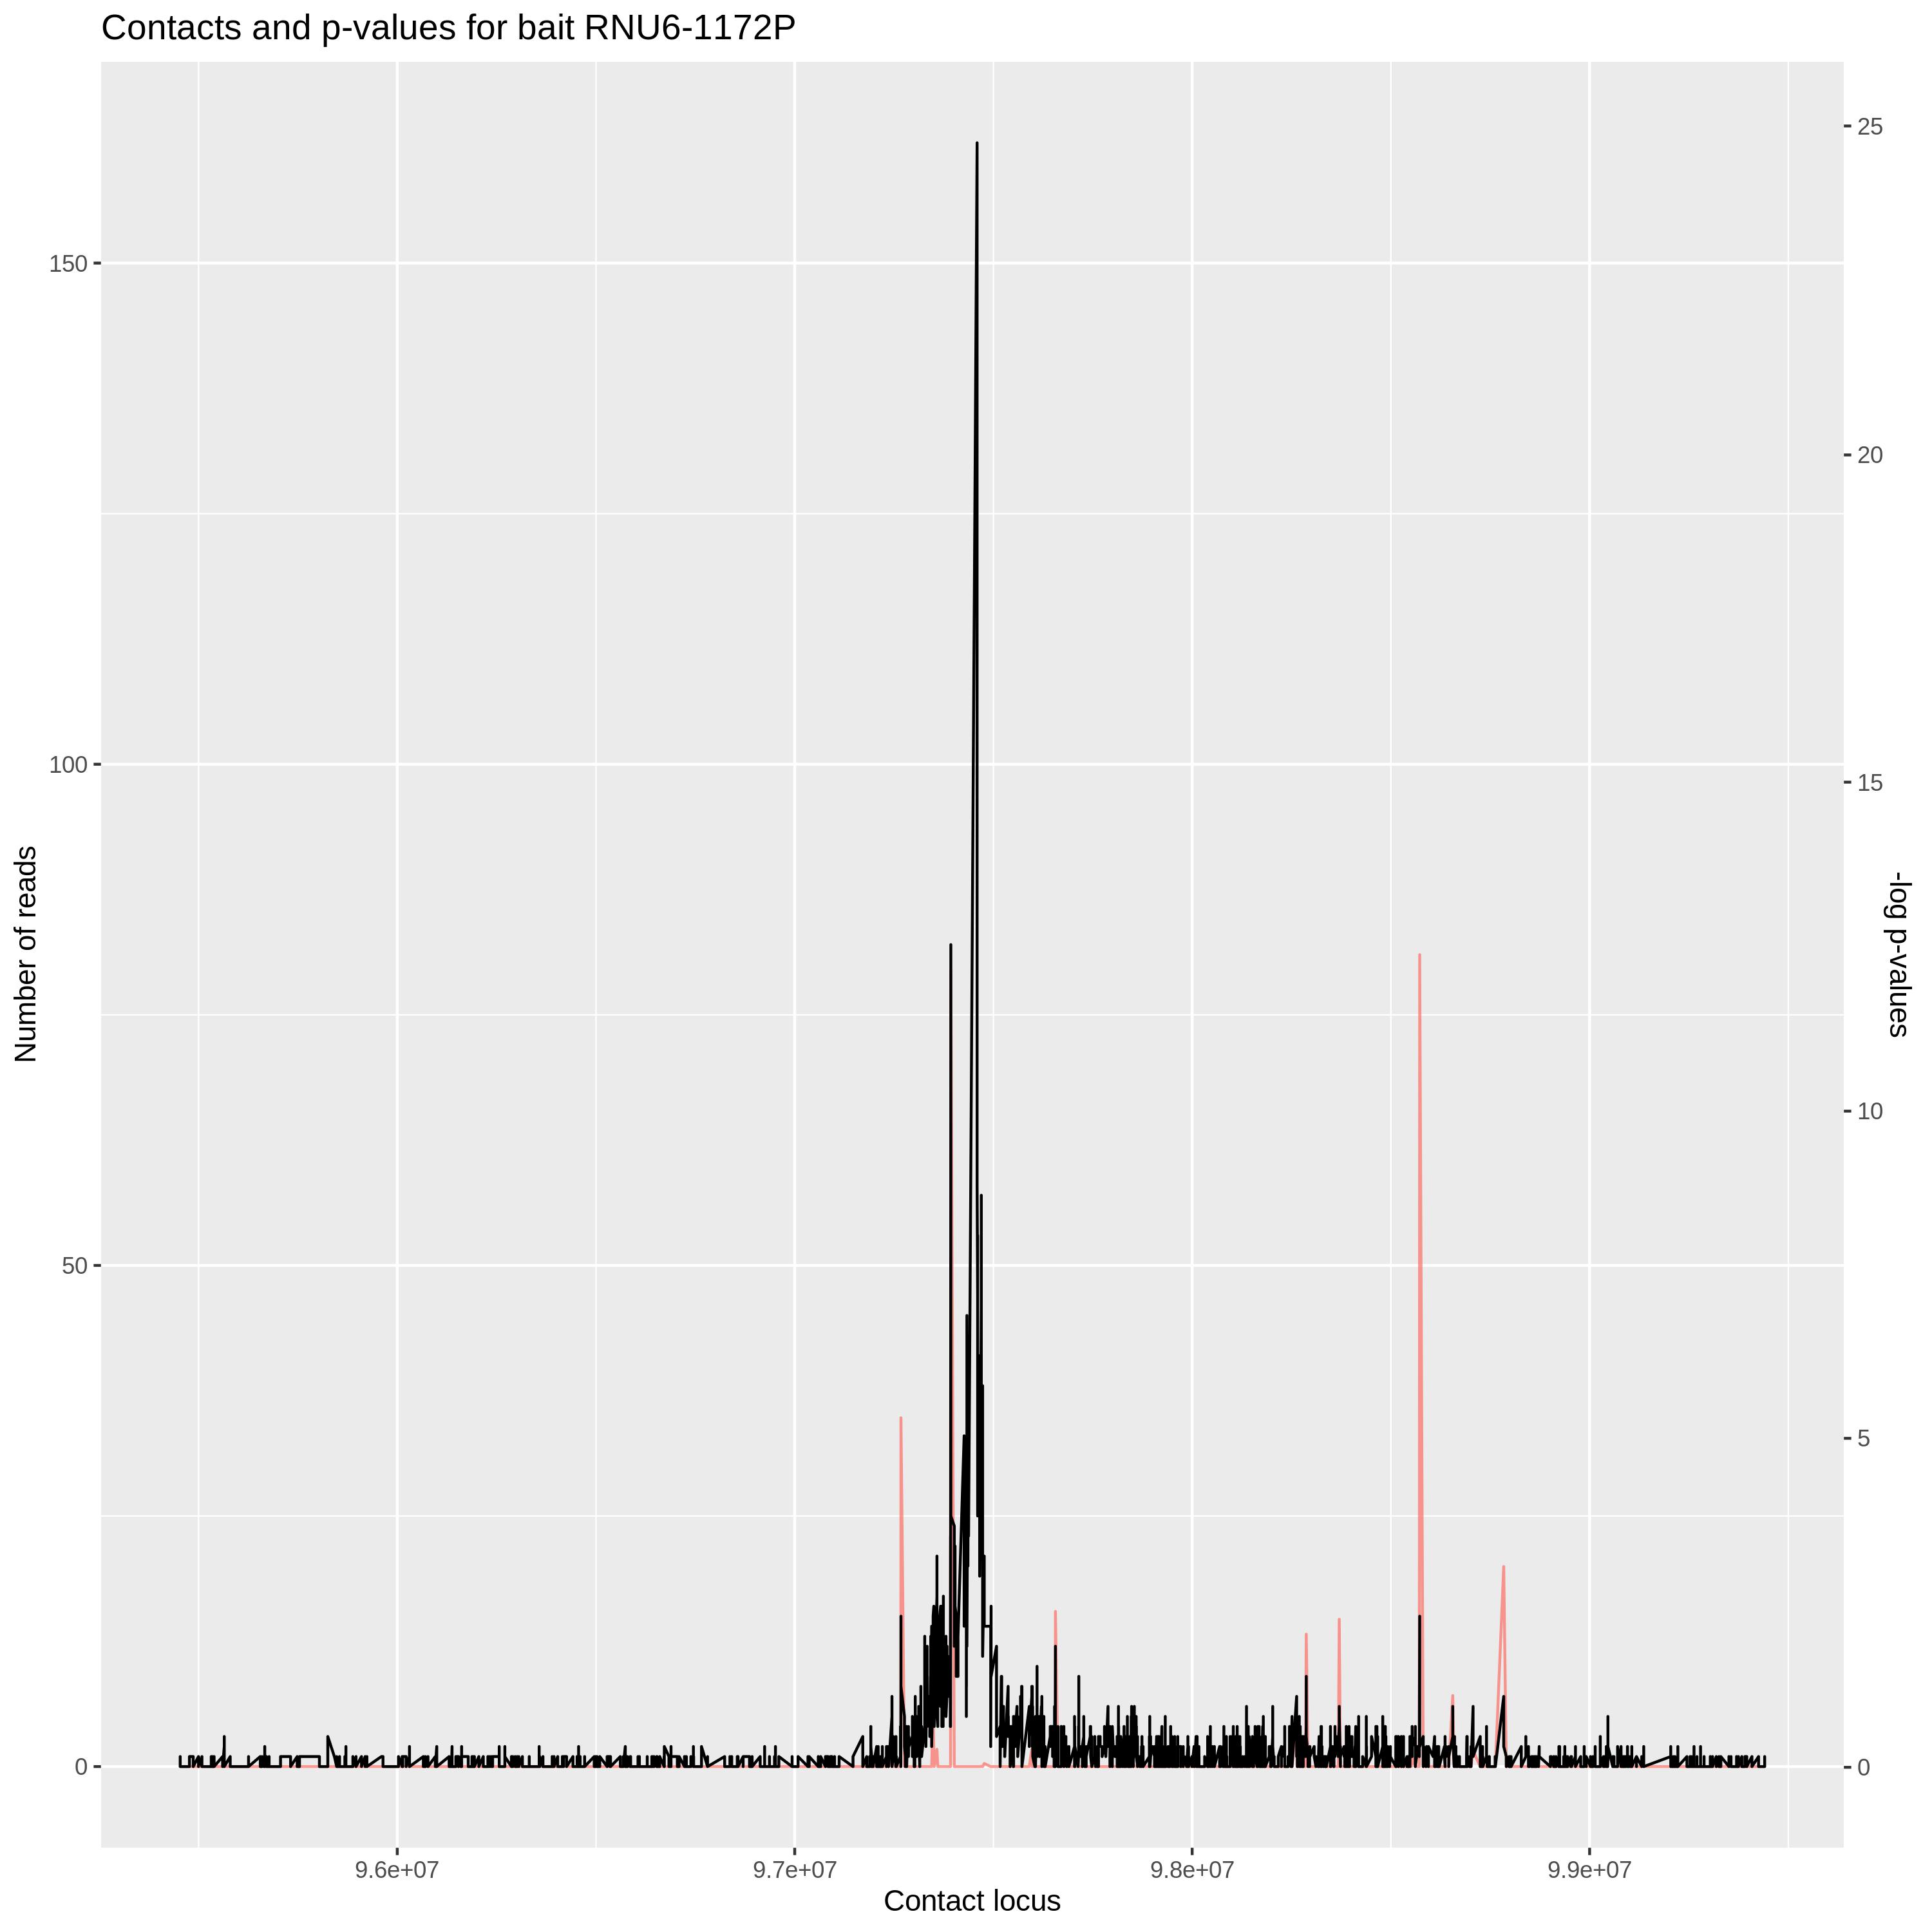 Contacts and p-values for bait RNU6-1172P
150
100
50
0
Number of reads
25
20
15
10
5
0
-log p-values
9.6e+07 9.7e+07 9.8e+07 9.9e+07
Contact locus